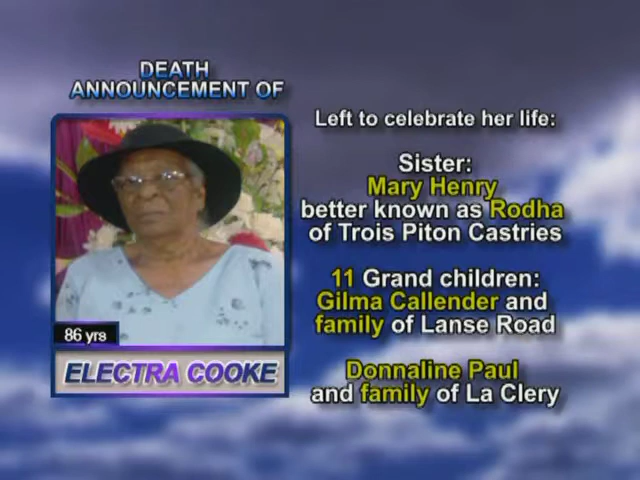 DEATH
ANNOUNCEMENT OF
86 yrs
ELECTRA COOKE
Left to celebrate her life:
Sister:
Mary Henry
better known as Rodha
of Trois Piton Castries
11 Grand children:
Gilma Callender and
family of Lanse Road
Donnaline Paul
and family of La Clery